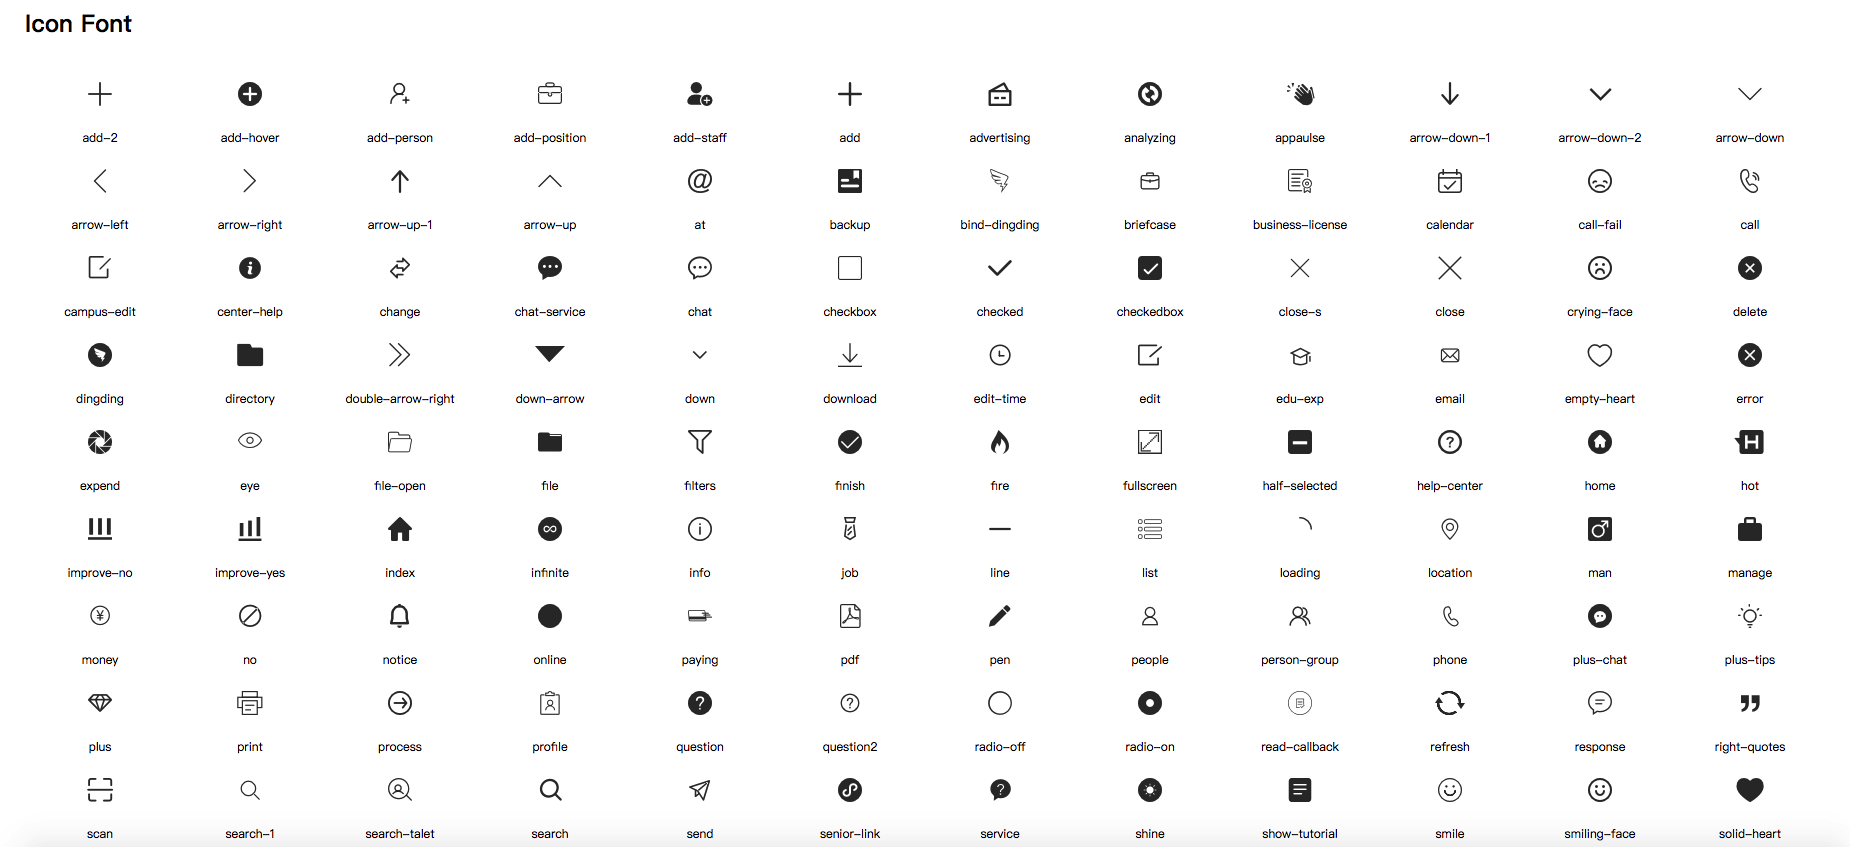 Icon Font
add-2 add-hover add-person add-position add-staff add advertising analyzing appaulse arrow-down-1 arrow-down-2 arrow-down
arrow-left arrow-right arrow-up-1 arrow-up at backup bind-dingding briefcase business-license calendar call-fail call
campus-edit center-help change chat-service chat checkbox checked checkedbox close-s close crying-face delete
dingding directory double-arrow-right down-arrow down download edit-time edit edu-exp email empty-heart error
expend eye file-open file filters finish fire fullscreen half-selected help-center home hot
improve-no improve-yes index infinite info job line list loading location man manage
money no notice online paying pdf pen people person-group phone plus-chat plus-tips
plus print process profile question question2 radio-off radio-on read-callback refresh response right-quotes
scan search-1 search-talet search send senior-link service shine show-tutorial smile smiling-face solid-heart